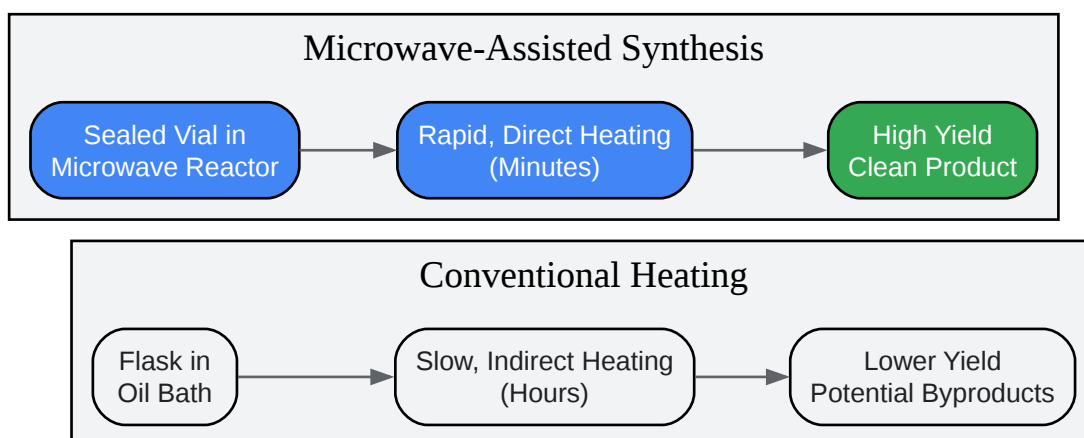 Microwave-Assisted Synthesis
Sealed Vial in
Microwave Reactor
Rapid, Direct Heating
(Minutes)
High Yield
Clean Product
Conventional Heating
Flask in
Oil Bath
Slow, Indirect Heating
(Hours)
Lower Yield
Potential Byproducts